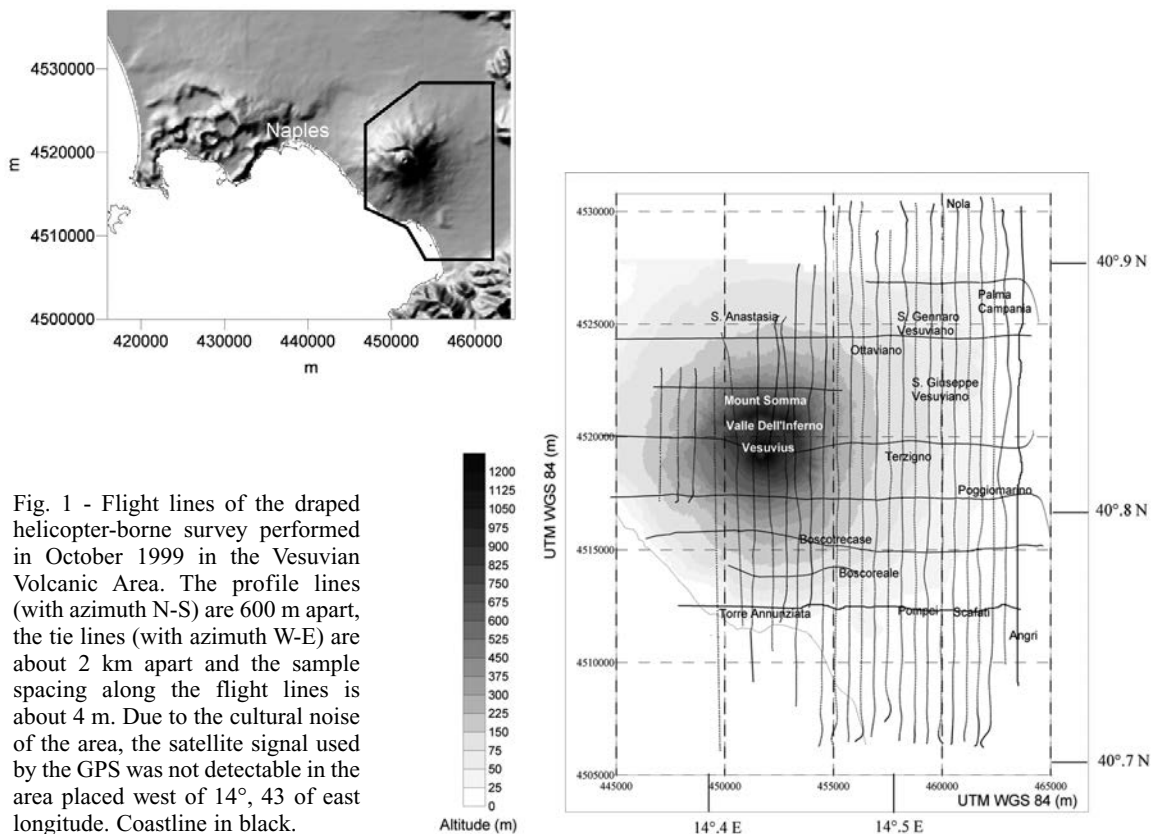 4530000
4520000
4510000
4500000
m
Naples
420000 430000 440000 450000 460000
m
Fig. 1 - Flight lines of the draped
helicopter-borne survey performed
in October 1999 in the Vesuvian
Volcanic Area. The profile lines
(with azimuth N-S) are 600 m apart,
the tie lines (with azimuth W-E) are
about 2 km apart and the sample
spacing along the flight lines is
about 4 m. Due to the cultural noise
of the area, the satellite signal used
by the GPS was not detectable in the
area placed west of 14°, 43 of east
longitude. Coastline in black.
1200
1125
1050
975
900
825
750
675
600
525
450
375
300
225
150
75
50
25
0
Altitude (m)
UTM WGS 84 (m)
4530000
4525000
4520000
4515000
4510000
4505000
Nola
Palma
Campania
S. Anastasia
S. Gennaro
Vesuviano
Ottaviano
S. Giuseppe
Vesuviano
Mount Somma
Valle Dell'Inferno
Vesuvius
Terzigno
Poggiomarino
Boscotrecase
Boscoreale
Torre Annunziata
Pompei
Scafati
Angri
40°.9 N
40°.8 N
40°.7 N
445000 450000 455000 460000 465000
UTM WGS 84 (m)
14°.4 E 14°.5 E